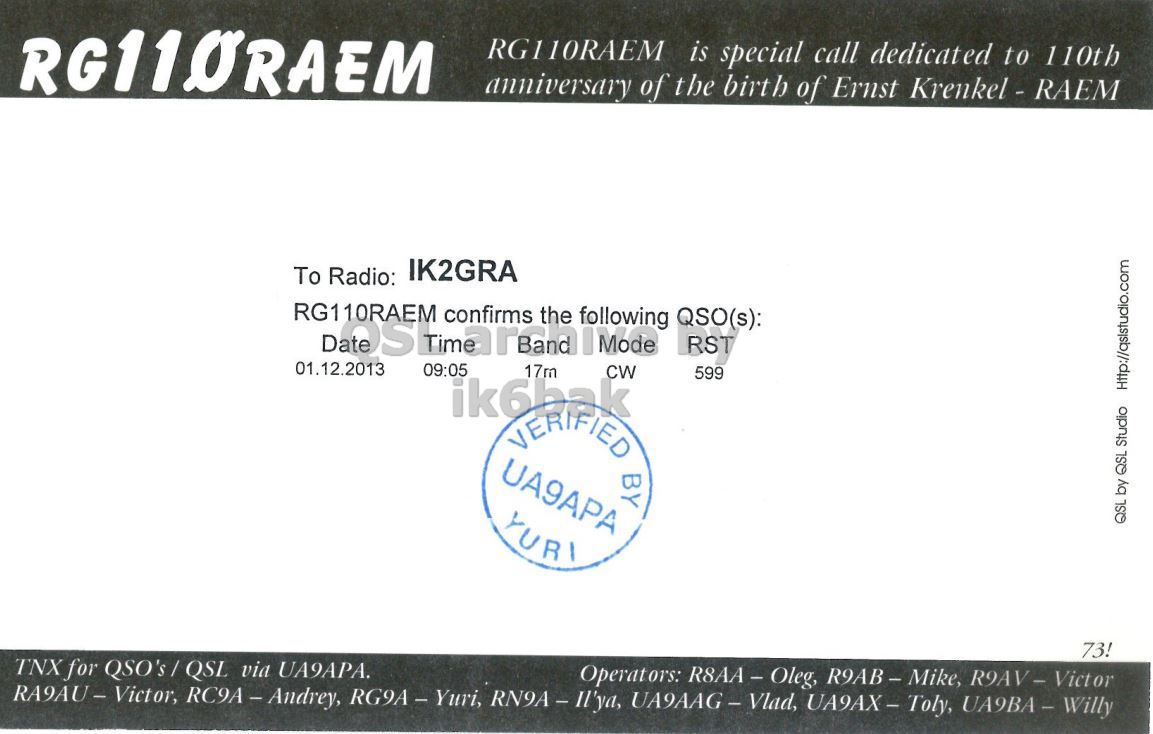 RG11ØRAEM
RG110RAEM is special call dedicated to 110th
anniversary of the birth of Ernst Krenkel - RAEM
To Radio: IK2GRA
RG110RAEM confirms the following QSO(s):
Date Time Band Mode RST
01.12.2013 09:05 17m CW 599
QSL archive by
ik6bak
VERIFIED BY
UA9APA
YURI
QSL by QSL Studio Http://qslstudio.com
73!
TNX for QSO's / QSL via UA9APA. Operators: R8AA – Oleg, R9AB – Mike, R9AV – Victor
RA9AU – Victor, RC9A – Andrey, RG9A – Yuri, RN9A – Il'ya, UA9AAG – Vlad, UA9AX – Toly, UA9BA – Willy